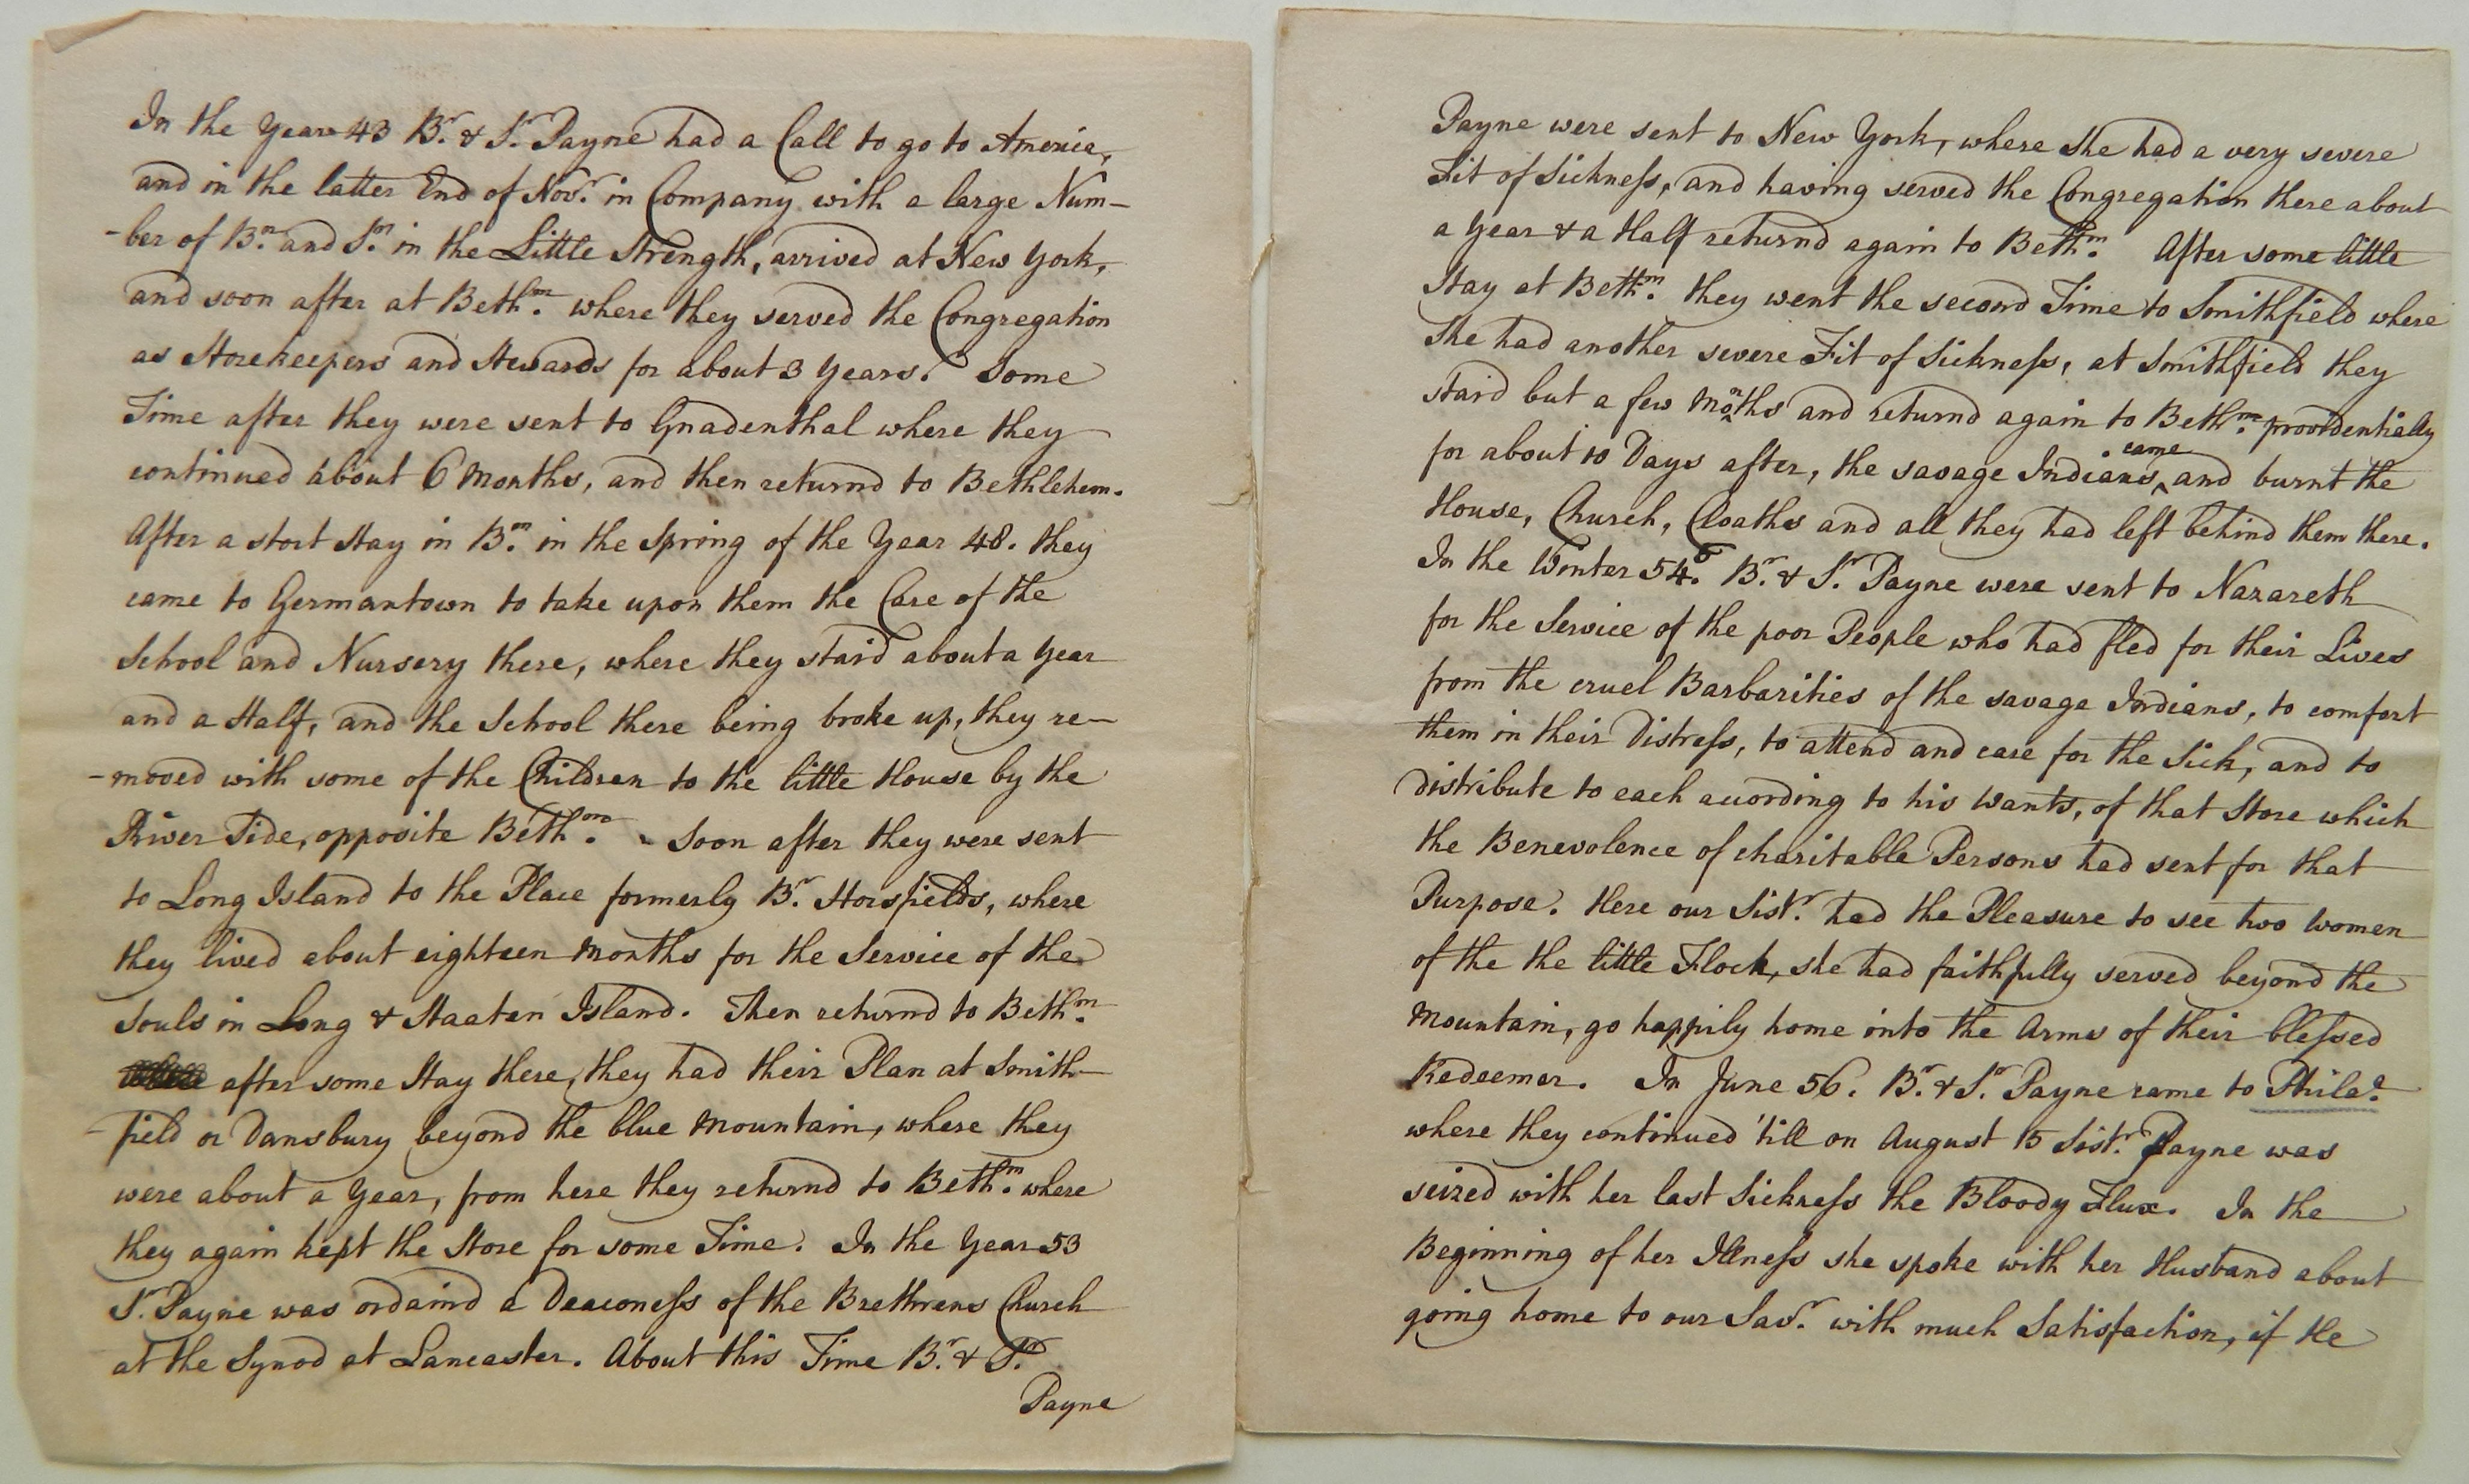 In the Year 43 Br. & Sr. Payne had a Call to go to America,
and in the latter End of Novr. in Company with a large Num-
-ber of Bn. and Sn. in the Little Strength, arrived at New York,
and soon after at Bethm. where they served the Congregation
as Storekeepers and Stewards for about 3 Years. Some
Time after they were sent to Gnadenthal where they
continued about 6 Months, and then returnd to Bethlehem.
After a short Stay in Bm. in the Spring of the Year 48. they
came to Germantown to take upon them the Care of the
School and Nursery there, where they staid about a Year
and a Half, and the School there being broke up, they re-
-moved with some of the Children to the little House by the
River Side, opposite Bethm. Soon after they were sent
to Long Island to the Place formerly Br. Horsfields, where
they lived about eighteen Months for the Service of the
Souls in Long & Staaten Island. Then returnd to Bethm.
after some Stay there, they had their Plan at Smith-
-field or Dansbury beyond the blue Mountain, where they
were about a Year, from here they returnd to Bethm. where
they again kept the Store for some Time. In the Year 53
Sr. Payne was ordaind a Deaconess of the Brethrens Church
at the Synod at Lancaster. About this Time Br. & Sr.
Payne
Payne were sent to New York, where She had a very severe
Fit of Sickness, and having served the Congregation there about
a Year & a Half returnd again to Bethm. After some little
Stay at Bethm. they went the second Time to Smithfield where
She had another severe Fit of Sickness, at Smithfield they
staid but a few Months and returnd again to Bethm. providentially
for about 10 Days after, the savage Indians came and burnt the
House, Church, Cloaths and all they had left behind them there.
In the Winter 545. Br. & Sr. Payne were sent to Nazareth
for the Service of the poor People who had fled for their Lives
from the cruel Barbarities of the savage Indians, to comfort
them in their Distress, to attend and care for the Sick, and to
distribute to each acording to his Wants, of that Store which
the Benevolence of charitable Persons had sent for that
Purpose. Here our Sistr. had the Pleasure to see two Women
of the the little Flock, she had faithfully served beyond the
Mountain, go happily home into the Arms of their blessed
Redeemer. In June 56. Br. & Sr. Payne came to Philaa.
where they continued 'till on August 15 Sistr. Payne was
seized with her last Sickness the Bloody Flux. In the
Beginning of her Illness she spoke with her Husband about
going home to our Savr. with much Satisfaction, if He